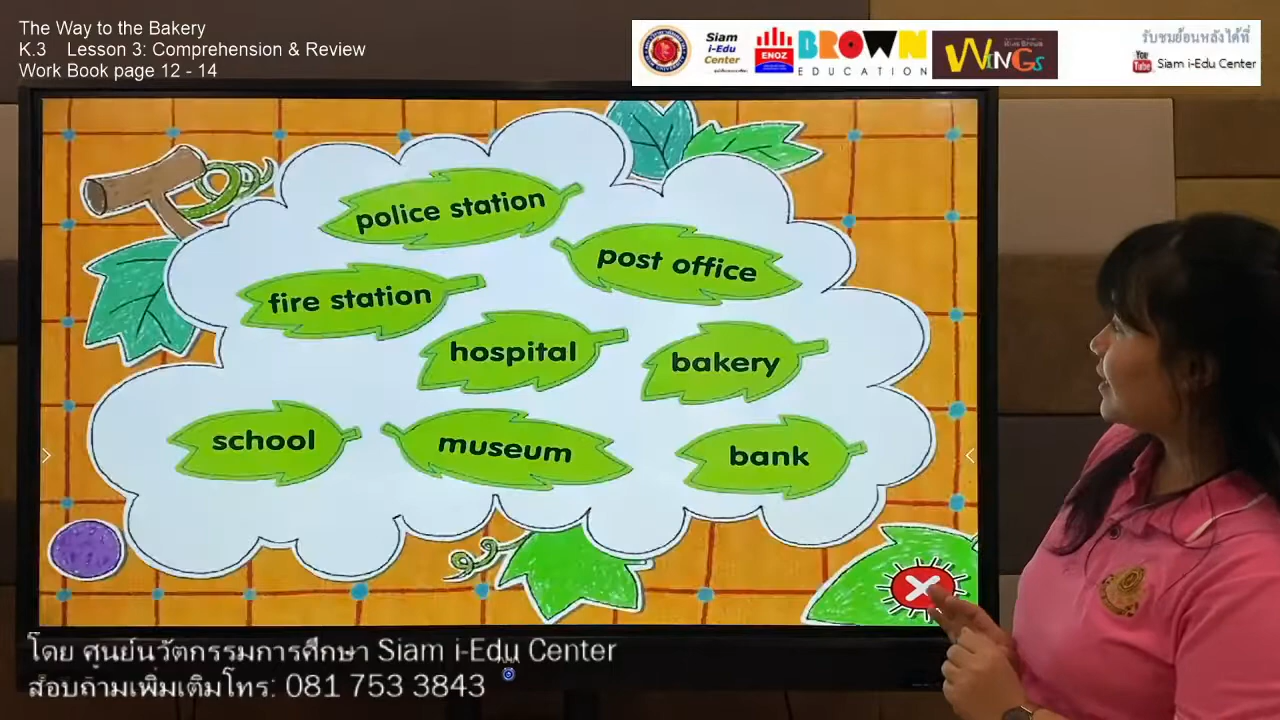 The Way to the Bakery
K.3 Lesson 3: Comprehension & Review
Work Book page 12 - 14
Siam
i-Edu
Center
ENOZ
BROWN
EDUCATION
WINGS
รับชมย้อนหลังได้ที่
You
Tube
Siam i-Edu Center
police station
post office
fire station
hospital
bakery
school
museum
bank
โดย ศูนย์นวัตกรรมการศึกษา Siam i-Edu Center
สอบถามเพิ่มเติมโทร: 081 753 3843